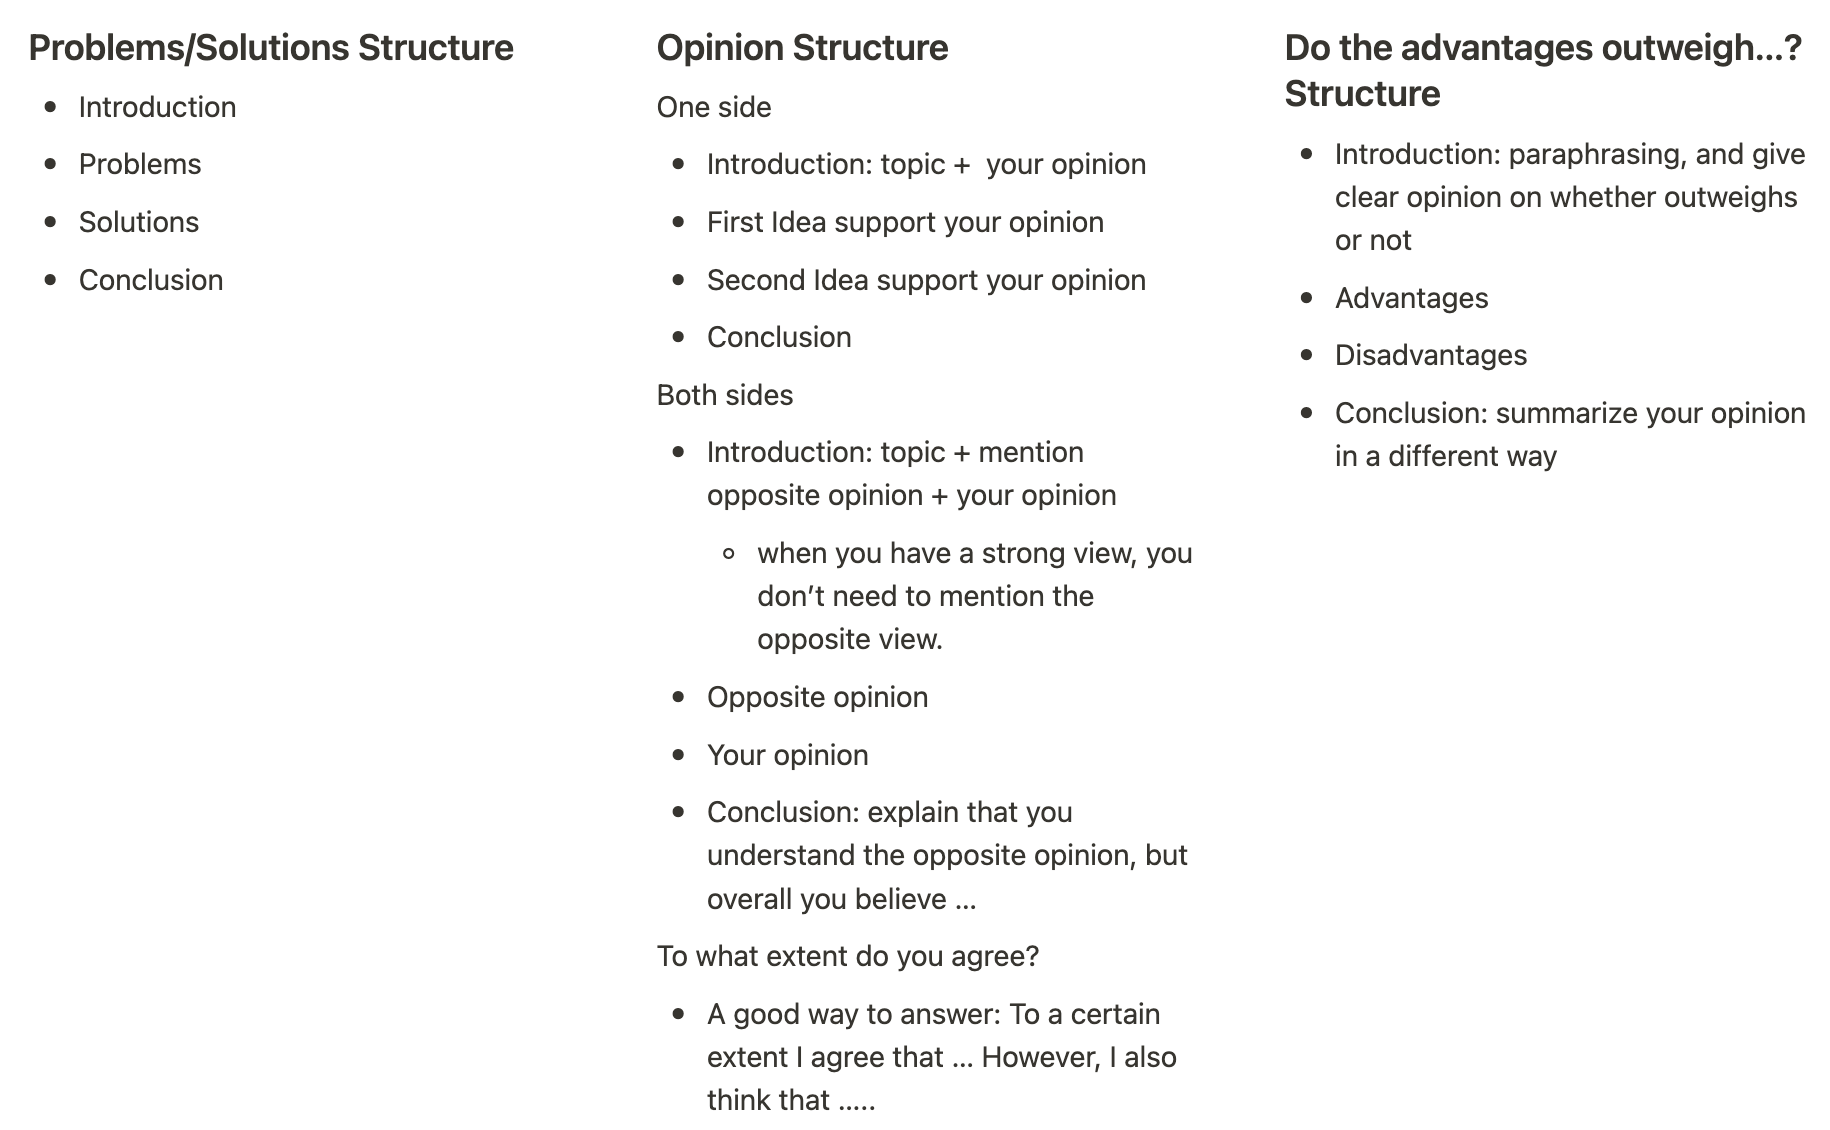 Problems/Solutions Structure
• Introduction
• Problems
• Solutions
• Conclusion
Opinion Structure
One side
• Introduction: topic +  your opinion
• First Idea support your opinion
• Second Idea support your opinion
• Conclusion
Both sides
• Introduction: topic + mention
opposite opinion + your opinion
◦ when you have a strong view, you
don’t need to mention the
opposite view.
• Opposite opinion
• Your opinion
• Conclusion: explain that you
understand the opposite opinion, but
overall you believe ...
To what extent do you agree?
• A good way to answer: To a certain
extent I agree that ... However, I also
think that .....
Do the advantages outweigh...?
Structure
• Introduction: paraphrasing, and give
clear opinion on whether outweighs
or not
• Advantages
• Disadvantages
• Conclusion: summarize your opinion
in a different way